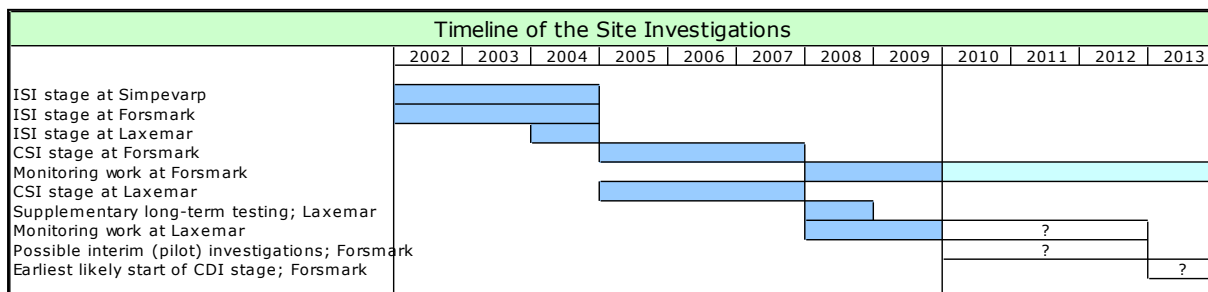 Timeline of the Site Investigations
2002 2003 2004 2005 2006 2007 2008 2009 2010 2011 2012 2013
ISI stage at Simpevarp
ISI stage at Forsmark
ISI stage at Laxemar
CSI stage at Forsmark
Monitoring work at Forsmark
CSI stage at Laxemar
Supplementary long-term testing; Laxemar
Monitoring work at Laxemar ?
Possible interim (pilot) investigations; Forsmark ?
Earliest likely start of CDI stage; Forsmark ?